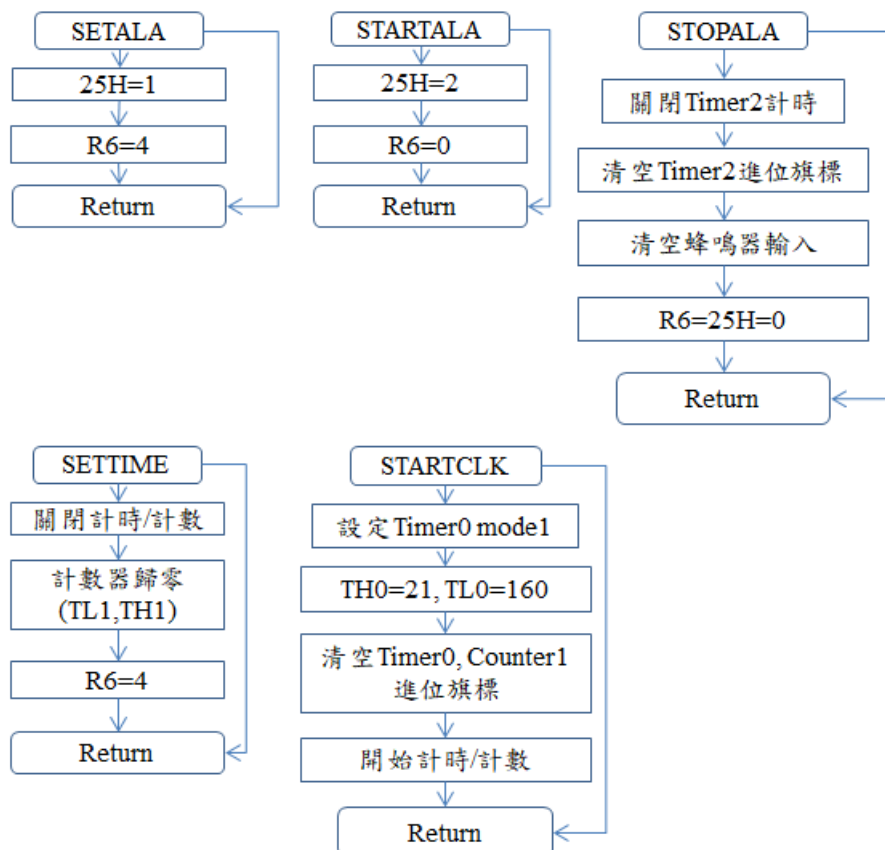 SETALA
25H=1
R6=4
Return
STARTALA
25H=2
R6=0
Return
STOPALA
關閉Timer2計時
清空Timer2進位旗標
清空蜂鳴器輸入
R6=25H=0
Return
SETTIME
關閉計時/計數
計數器歸零
(TL1,TH1)
R6=4
Return
STARTCLK
設定Timer0 mode1
TH0=21, TL0=160
清空Timer0, Counter1
進位旗標
開始計時/計數
Return